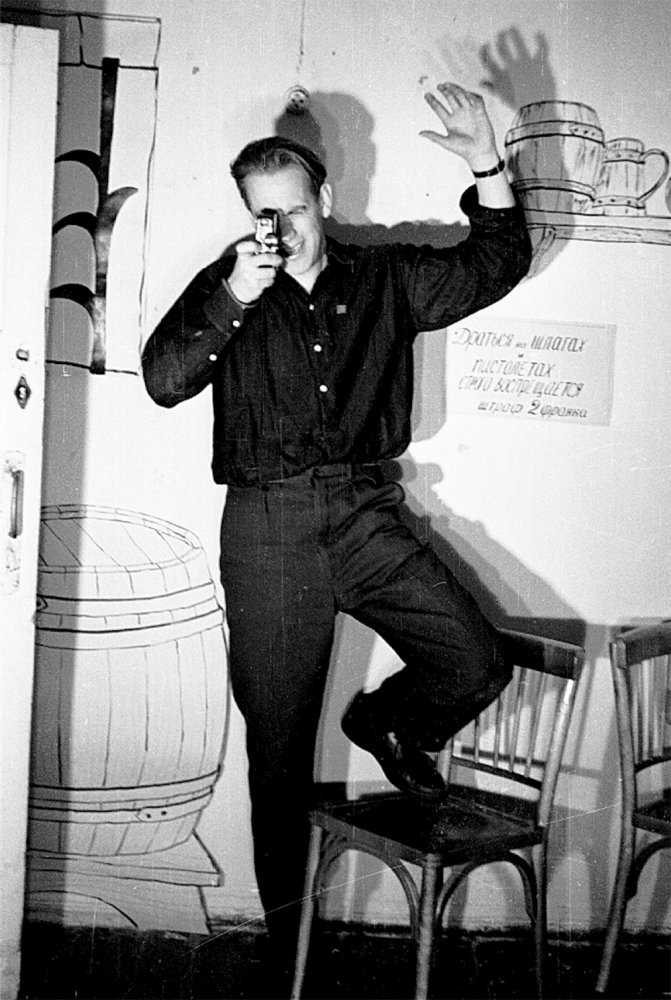 Драться на шпагах
и
пистолетах
строго воспрещается
штраф 2 франка